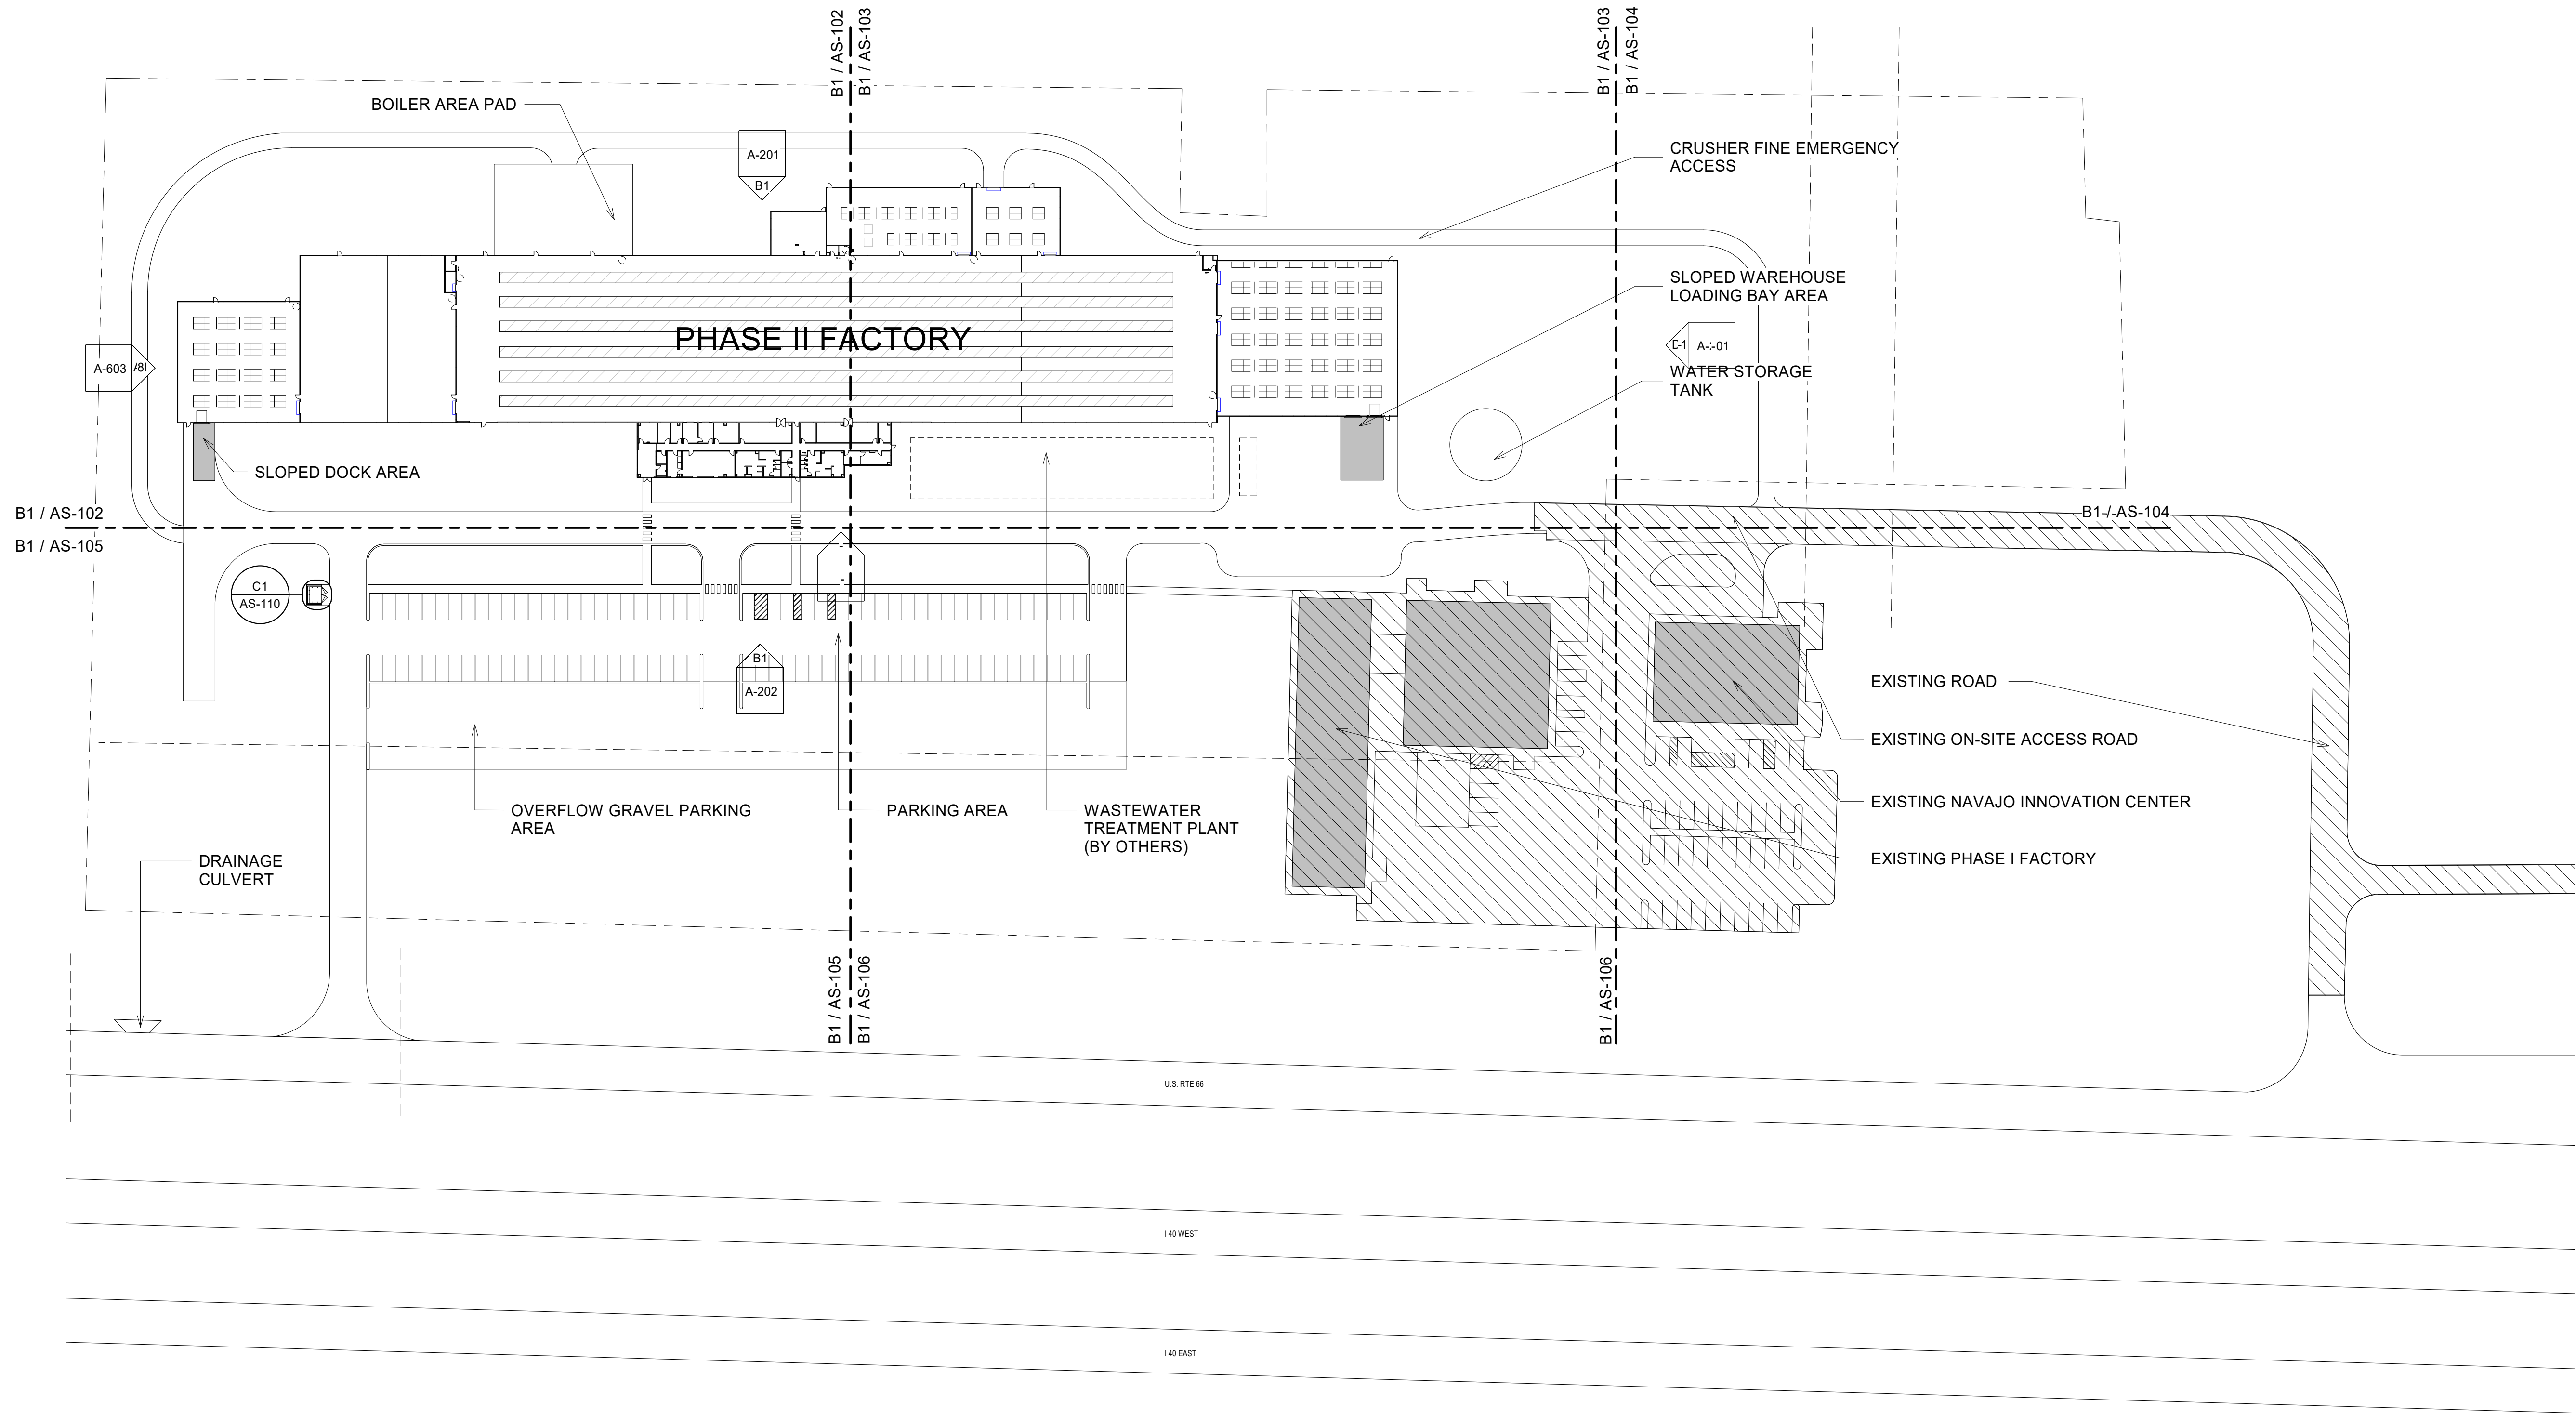 B1 / AS-102
B1 / AS-103
B1 / AS-103
B1 / AS-104
BOILER AREA PAD
A-201
B1
CRUSHER FINE EMERGENCY
ACCESS
SLOPED WAREHOUSE
LOADING BAY AREA
PHASE II FACTORY
A-603
WATER STORAGE
TANK
SLOPED DOCK AREA
B1 / AS-102
B1 / AS-104
B1 / AS-105
C1
AS-110
B1
A-202
EXISTING ROAD
EXISTING ON-SITE ACCESS ROAD
EXISTING NAVAJO INNOVATION CENTER
OVERFLOW GRAVEL PARKING
AREA
PARKING AREA
WASTEWATER
TREATMENT PLANT
(BY OTHERS)
EXISTING PHASE I FACTORY
DRAINAGE
CULVERT
B1 / AS-105
B1 / AS-106
B1 / AS-106
U.S. RTE 66
I 40 WEST
I 40 EAST